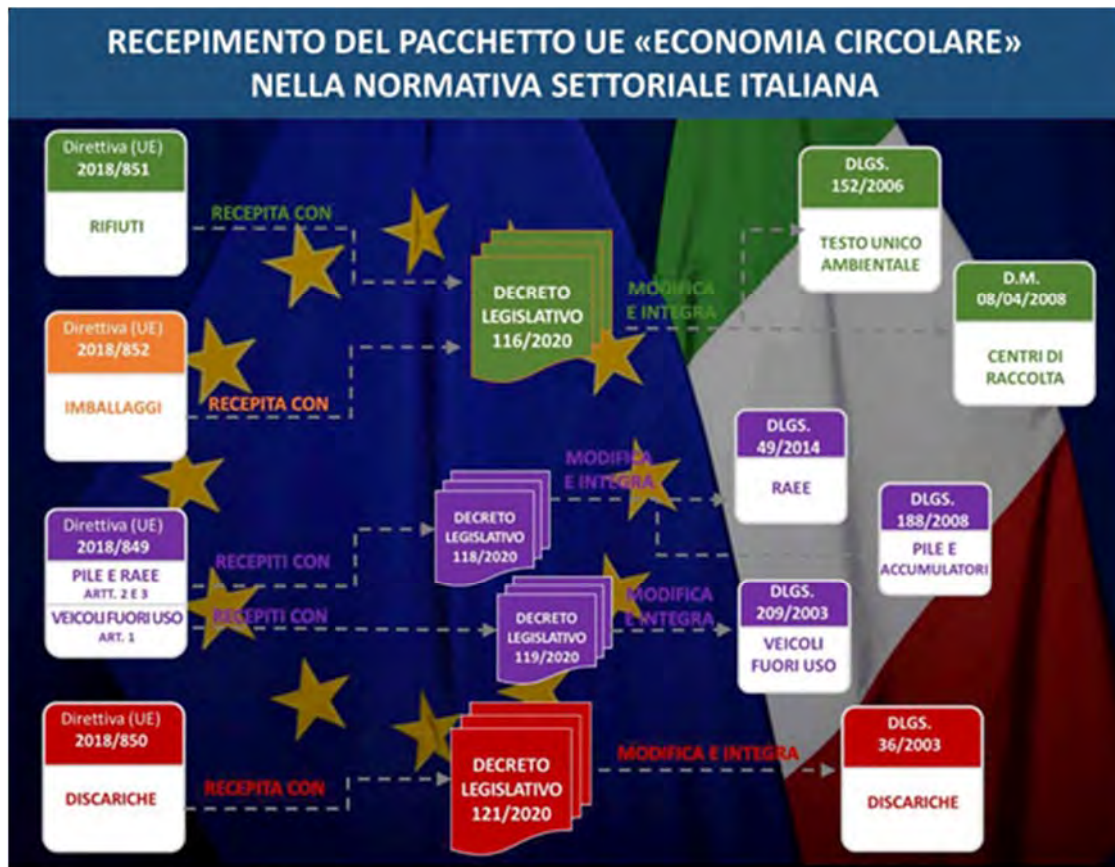 RECEPIMENTO DEL PACCHETTO UE «ECONOMIA CIRCOLARE»
NELLA NORMATIVA SETTORIALE ITALIANA
Direttiva (UE)
2018/851
RIFIUTI
RECEPITA CON
Direttiva (UE)
2018/852
IMBALLAGGI
RECEPITA CON
DECRETO
LEGISLATIVO
116/2020
MODIFICA
E INTEGRA
DLGS.
152/2006
TESTO UNICO
AMBIENTALE
D.M.
08/04/2008
CENTRI DI
RACCOLTA
Direttiva (UE)
2018/849
PILE E RAEE
ARTT. 2 E 3
VEICOLI FUORI USO
ART. 1
RECEPITI CON
RECEPITI CON
DECRETO
LEGISLATIVO
118/2020
MODIFICA
E INTEGRA
DLGS.
49/2014
RAEE
DLGS.
188/2008
PILE E
ACCUMULATORI
DECRETO
LEGISLATIVO
119/2020
MODIFICA
E INTEGRA
DLGS.
209/2003
VEICOLI
FUORI USO
Direttiva (UE)
2018/850
DISCARICHE
RECEPITA CON
DECRETO
LEGISLATIVO
121/2020
MODIFICA E INTEGRA
DLGS.
36/2003
DISCARICHE